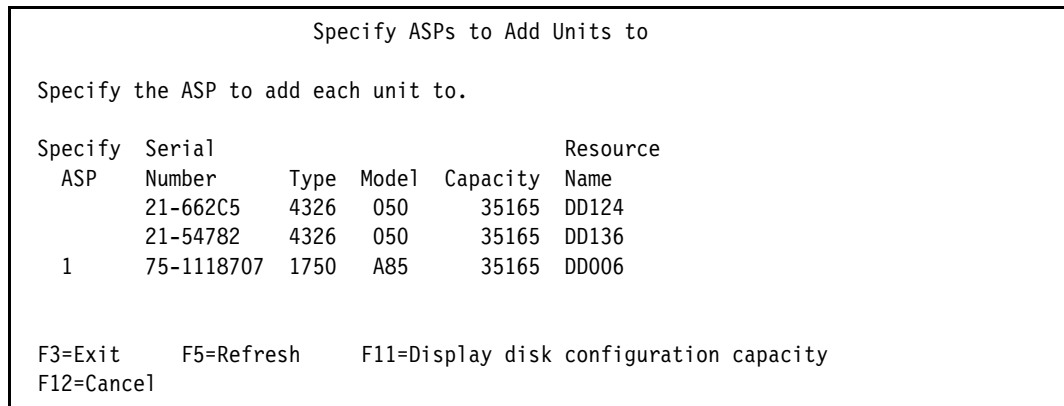 Specify ASPs to Add Units to
Specify the ASP to add each unit to.
Specify Serial Resource
ASP Number Type Model Capacity Name
21-662C5 4326 050 35165 DD124
21-54782 4326 050 35165 DD136
1 75-1118707 1750 A85 35165 DD006
F3=Exit F5=Refresh F11=Display disk configuration capacity
F12=Cancel